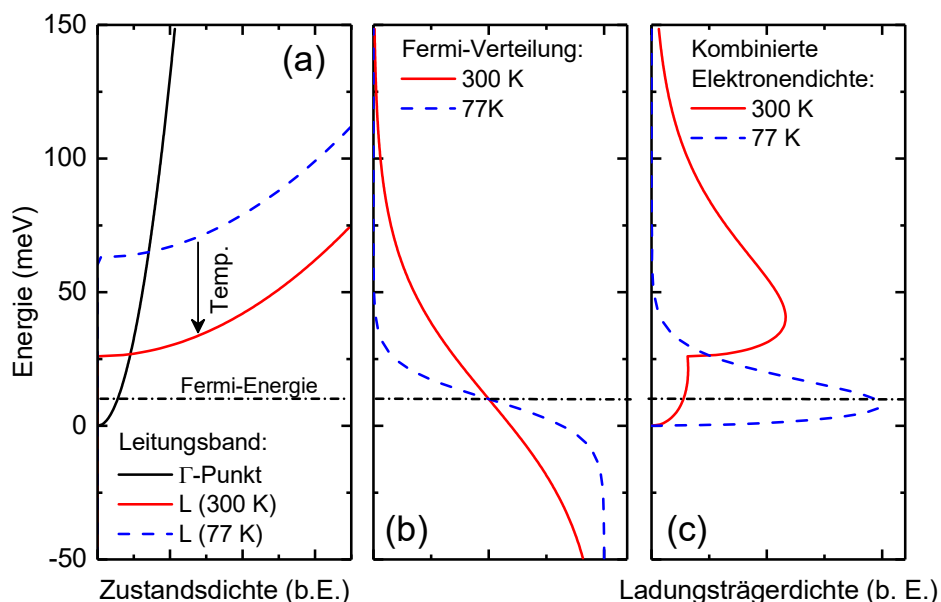 150
100
50
0
-50
Energie (meV)
(a)
Temp.
Fermi-Energie
Leitungsband:
Γ-Punkt
L (300 K)
L (77 K)
Zustandsdichte (b.E.)
Fermi-Verteilung:
300 K
77K
(b)
Kombinierte
Elektronendichte:
300 K
77 K
(c)
Ladungsträgerdichte (b. E.)